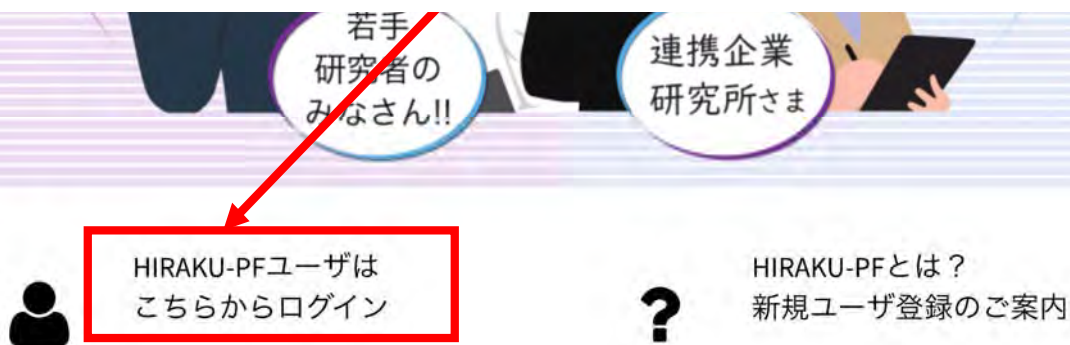 若手
研究者の
みなさん!!
連携企業
研究所さま
HIRAKU-PFユーザは
こちらからログイン
?
HIRAKU-PFとは？
新規ユーザ登録のご案内